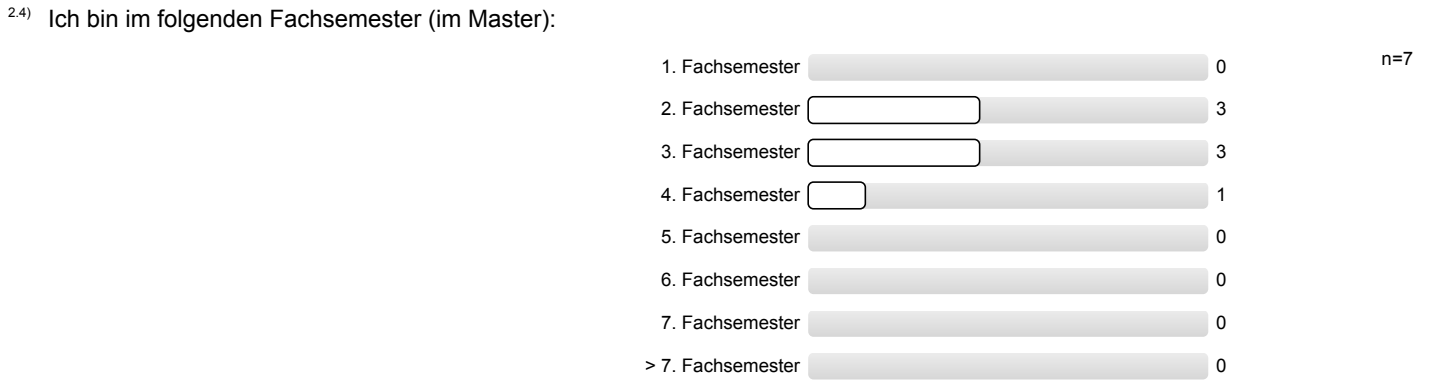 2.4) Ich bin im folgenden Fachsemester (im Master):
n=7
1. Fachsemester 0
2. Fachsemester 3
3. Fachsemester 3
4. Fachsemester 1
5. Fachsemester 0
6. Fachsemester 0
7. Fachsemester 0
> 7. Fachsemester 0